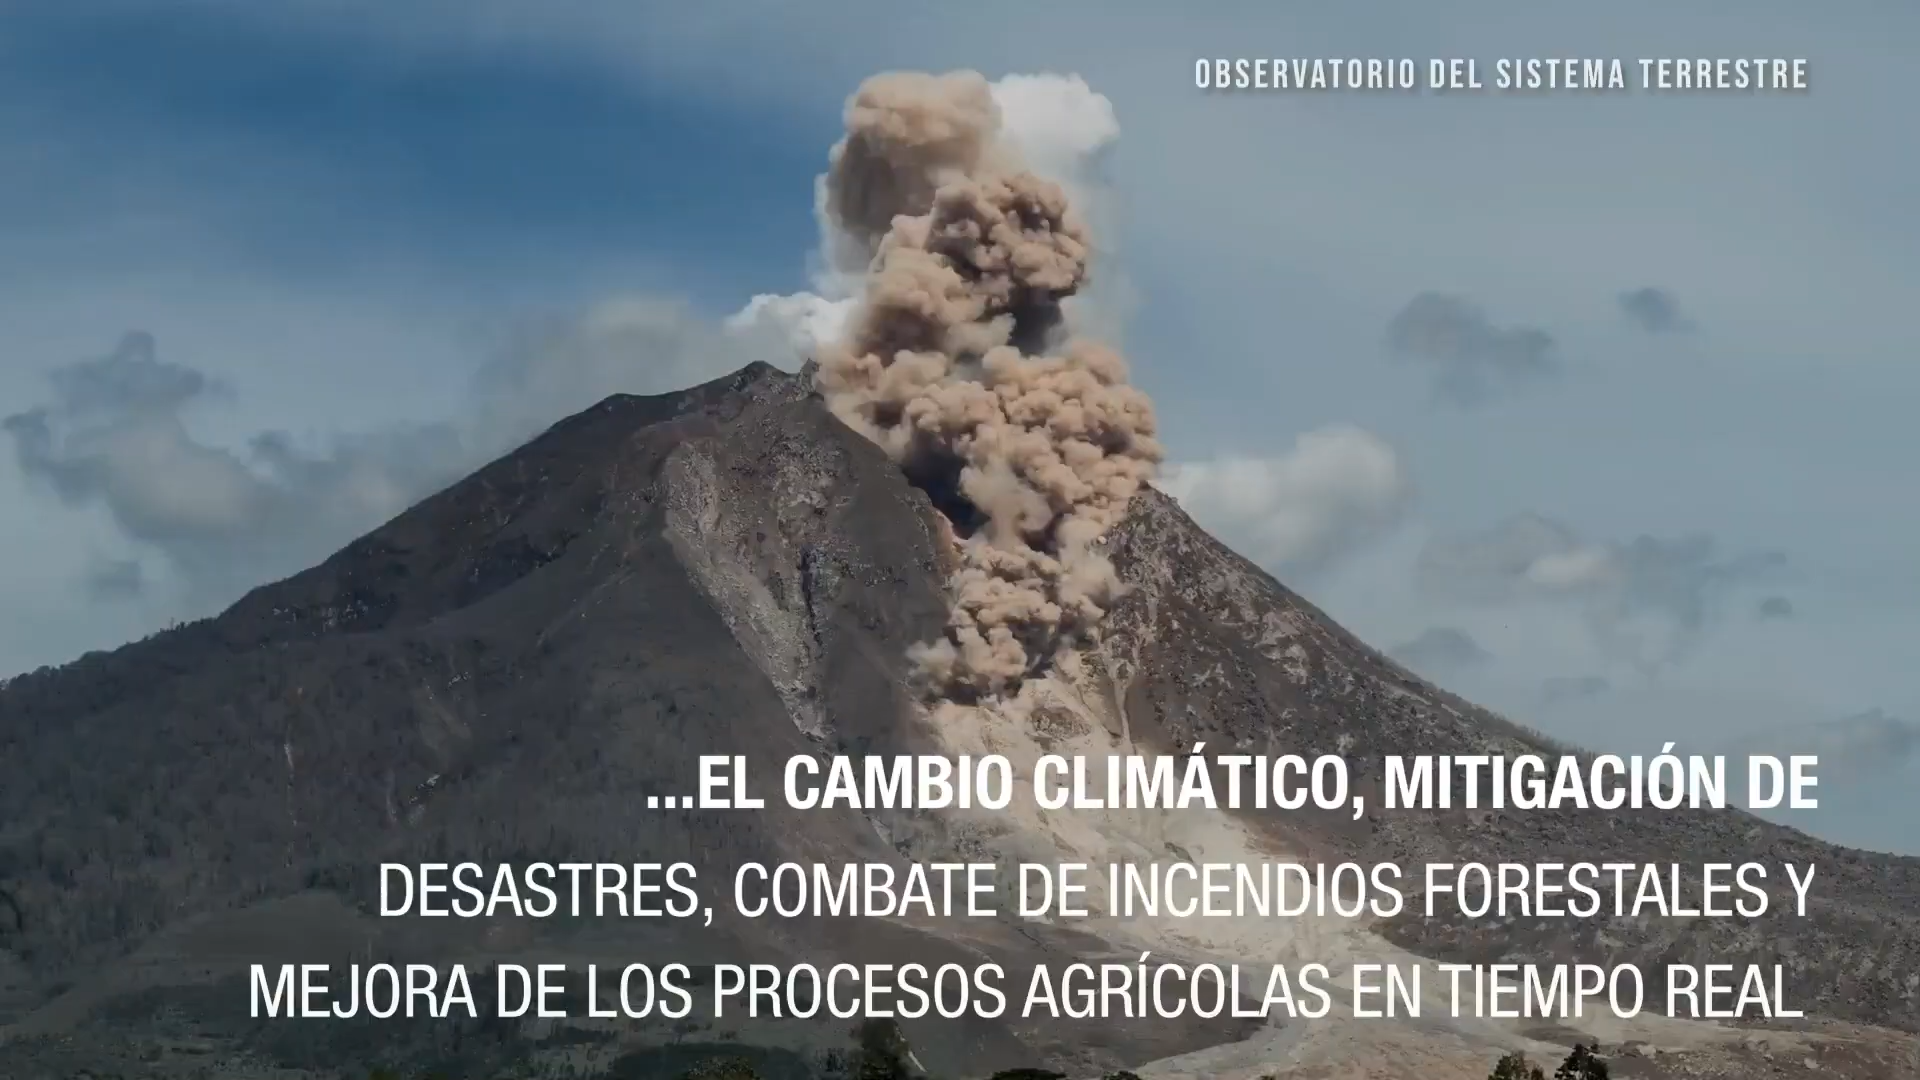 OBSERVATORIO DEL SISTEMA TERRESTRE
...EL CAMBIO CLIMÁTICO, MITIGACIÓN DE
DESASTRES, COMBATE DE INCENDIOS FORESTALES Y
MEJORA DE LOS PROCESOS AGRÍCOLAS EN TIEMPO REAL